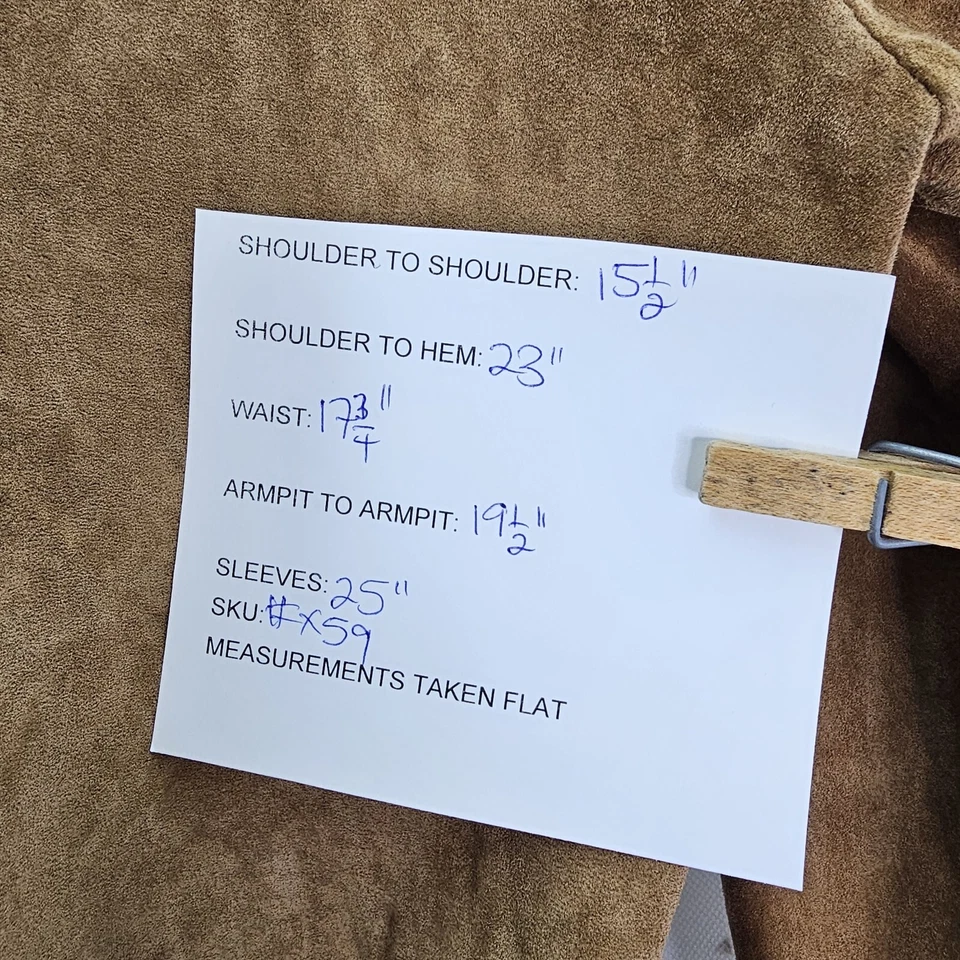 SHOULDER TO SHOULDER: 15 1/2"
SHOULDER TO HEM: 23"
WAIST: 17 3/4"
ARMPIT TO ARMPIT: 19 1/2"
SLEEVES: 25"
SKU: #x59
MEASUREMENTS TAKEN FLAT